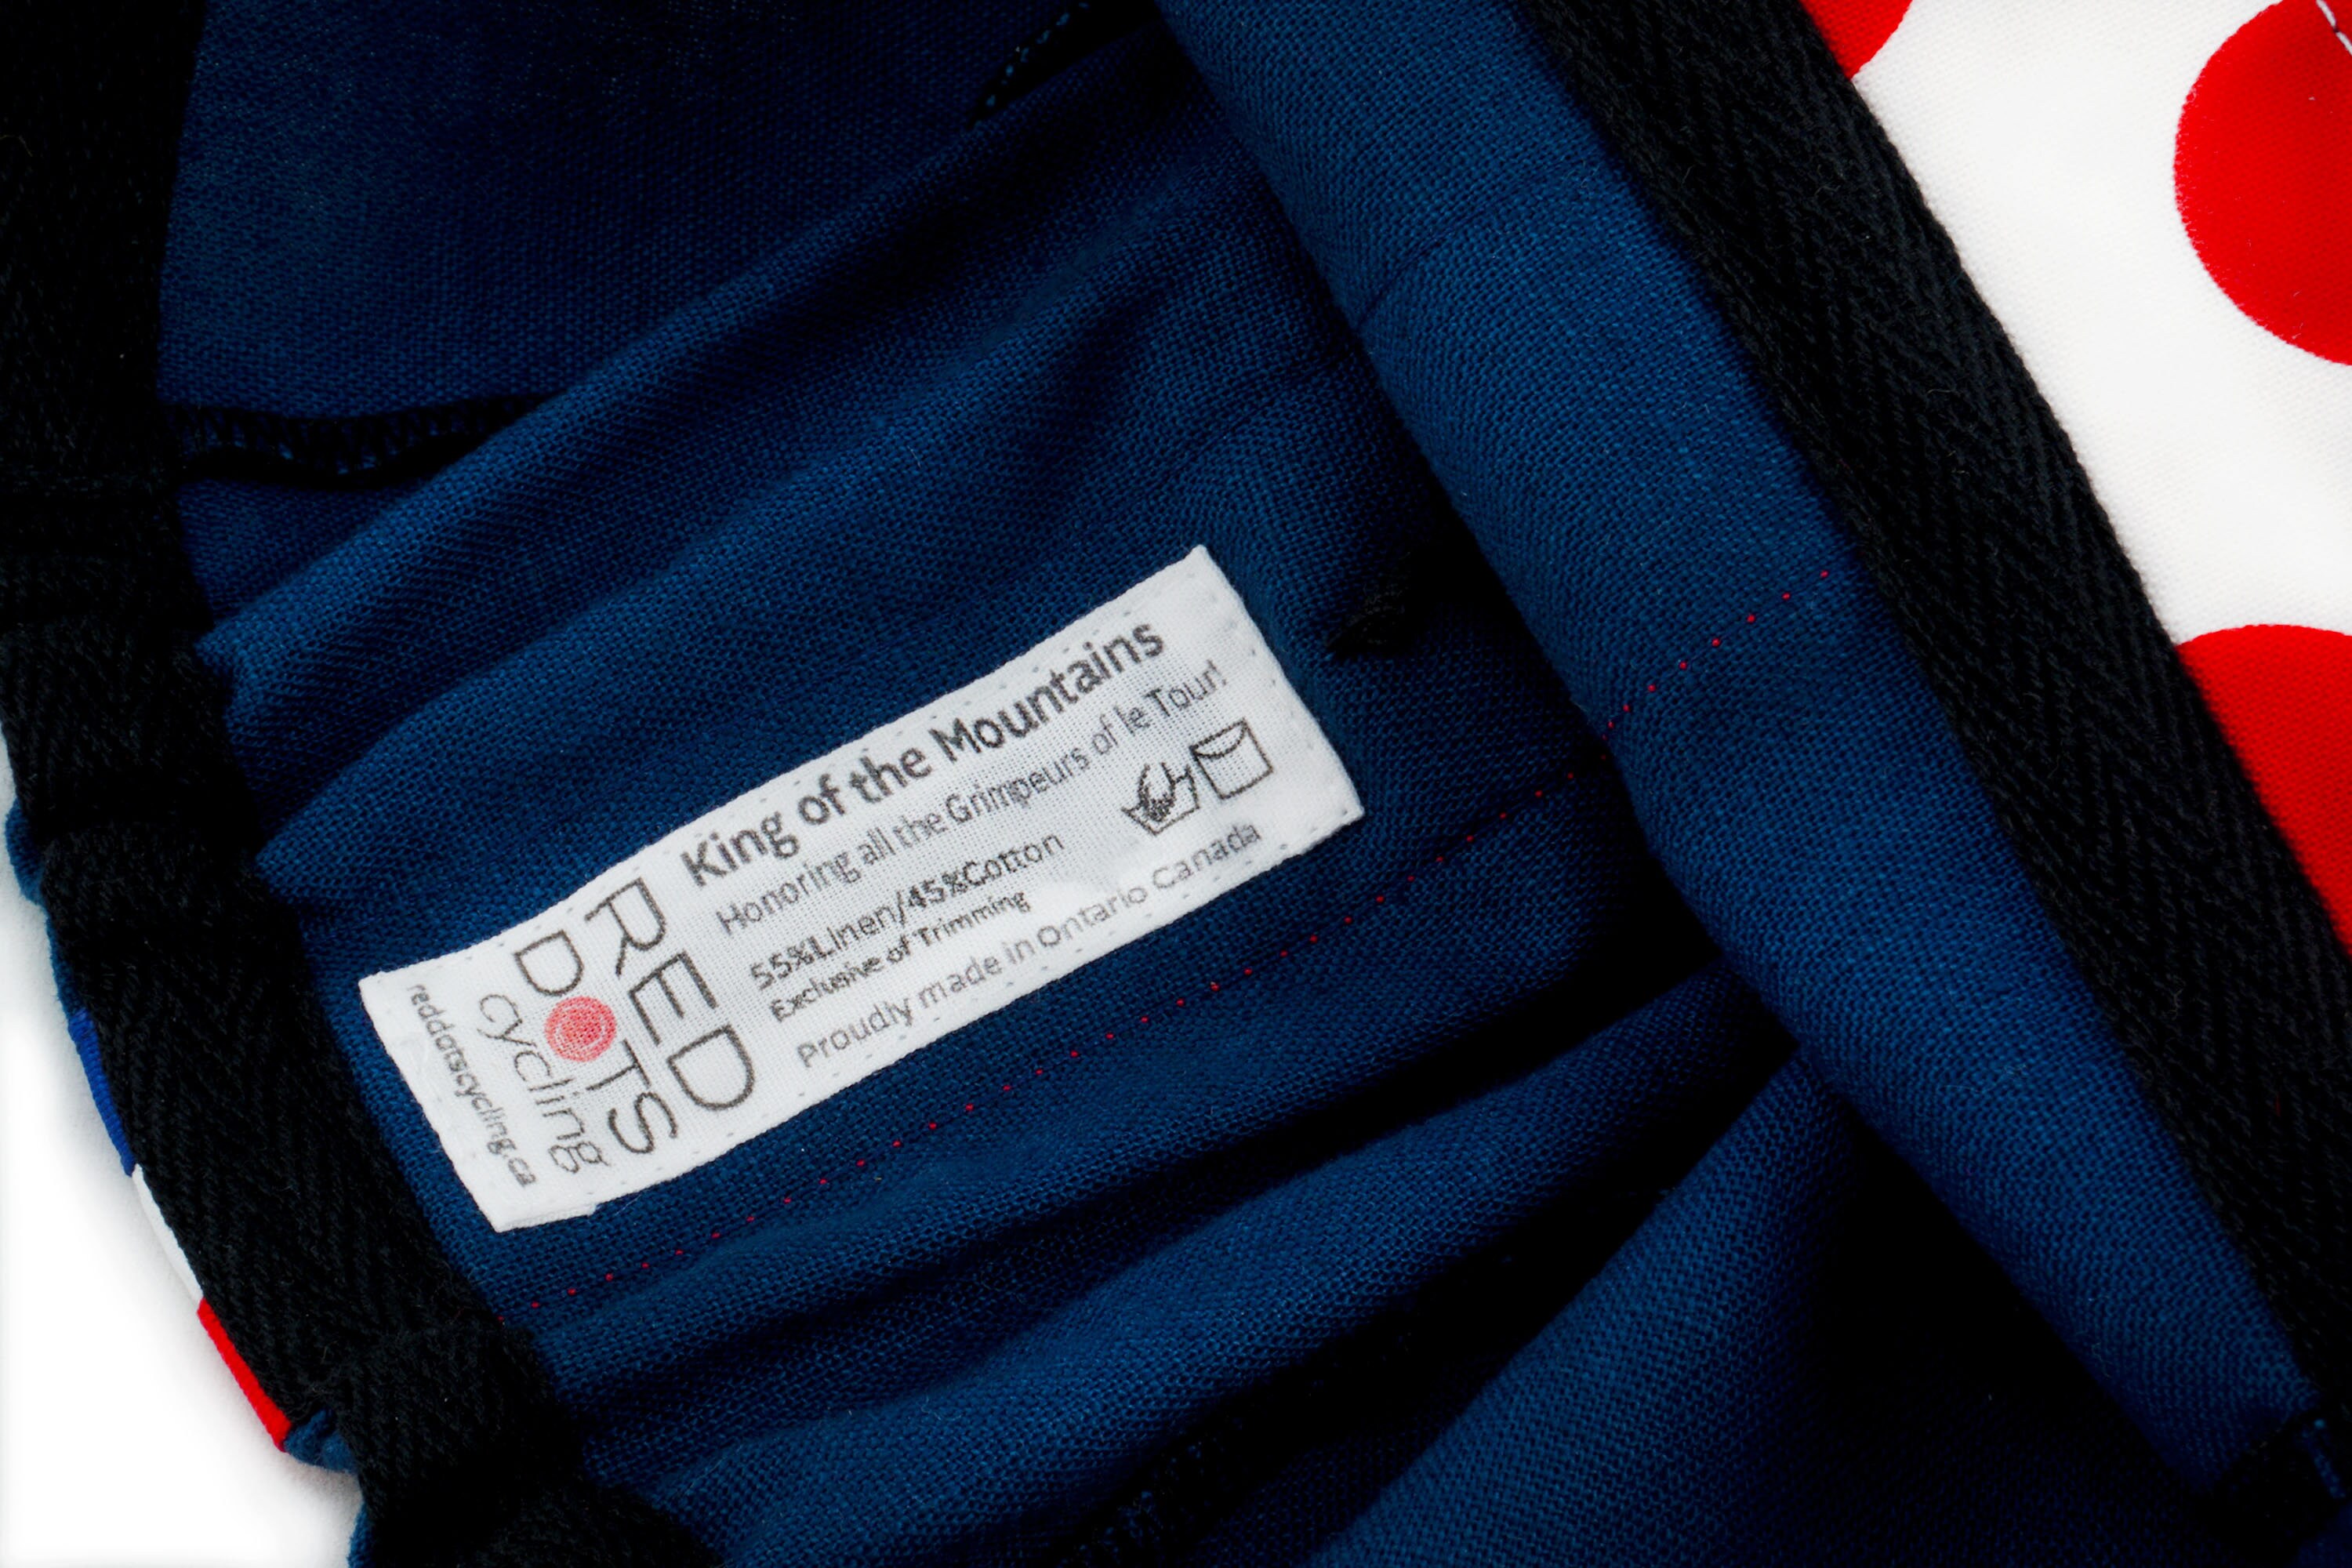 King of the Mountains
Honoring all the Grimpeurs of le Tour!
55%Linen/45%Cotton
Exclusive of Trimming
Proudly made in Ontario Canada
RED
DOTS
cycling
reddotscycling.ca